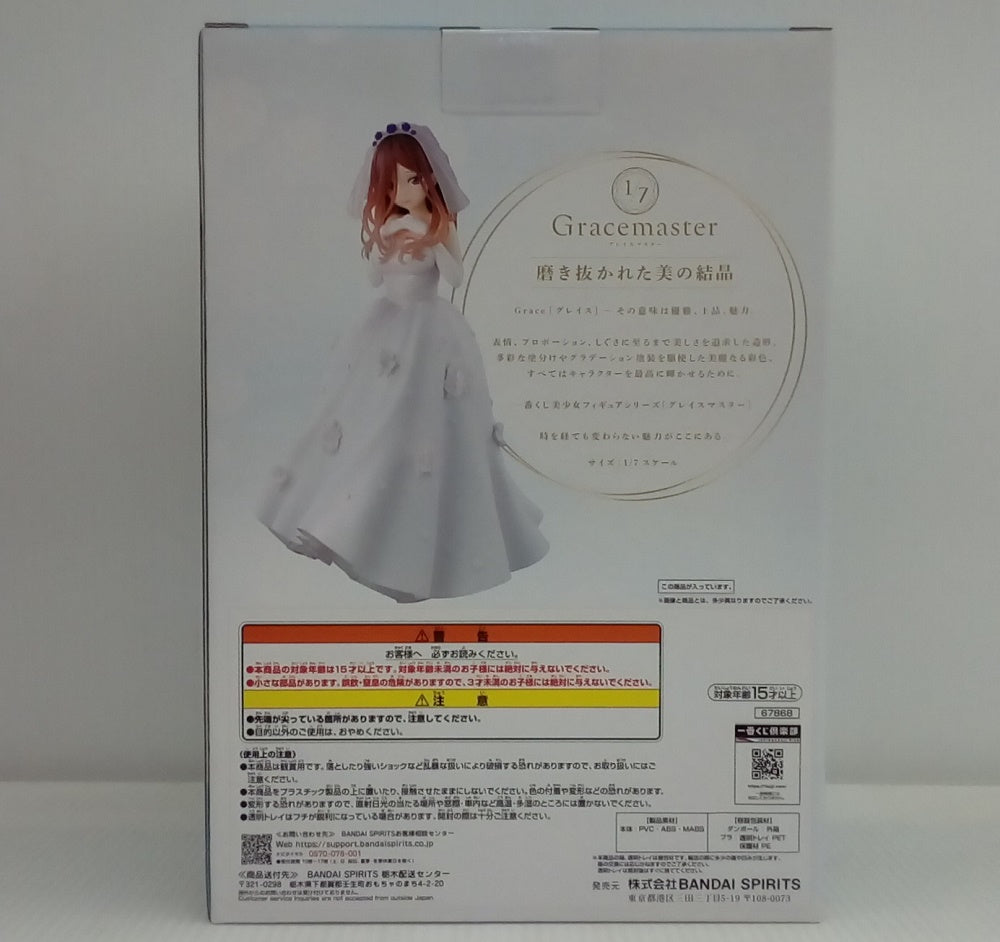 1/7
Gracemaster
グレイスマスター
磨き抜かれた美の結晶
Grace［グレイス］－その意味は優雅、上品、魅力。
表情、プロポーション、しぐさに至るまで美しさを追求した造形。
多彩な塗分けやグラデーション塗装を駆使した美麗なる彩色。
すべてはキャラクターを最高に輝かせるために。
一番くじ美少女フィギュアシリーズ「グレイスマスター」
時を経ても変わらない魅力がここにある。
サイズ：1/7スケール
この商品が入っています。
※画像と商品とは、多少異なりますのでご了承ください。
⚠警 告
お客様へ 必ずお読みください。
●本商品の対象年齢は15才以上です。対象年齢未満のお子様には絶対に与えないでください。
●小さな部品があります。誤飲・窒息の危険がありますので、3才未満のお子様には絶対に与えないでください。
⚠注 意
●先端が尖っている箇所がありますので、注意してください。
●目的以外のご使用は、おやめください。
対象年齢15才以上
67868
一番くじ倶楽部
〈使用上の注意〉
●本商品は観賞用です。落としたり強いショックなど乱暴な扱いにより破損する恐れがありますので、お取り扱いにはご
注意ください。
●本商品をプラスチック製品の上に置いたり、接触させたままにしないでください。色の付着や変形などの恐れがあります。
●変形する恐れがありますので、直射日光の当たる場所や窓際・車内など高温・多湿のところには置かないでください。
●透明トレイはフチが鋭利になっている場合があります。開封の際は十分ご注意ください。
≪お問い合わせ先≫ BANDAI SPIRITSお客様相談センター
Web https://support.bandaispirits.co.jp
ナビダイヤル 0570-078-001
【製品素材】
本体 PVC・ABS・MABS
【個装包装材】
ダンボール 外箱
プラ 透明トレイ PET
保護材 PE
≪商品送付先≫ BANDAI SPIRITS 栃木配送センター
〒321-0298 栃木県下都賀郡壬生町おもちゃのまち4-2-20
Customer service inquiries are not accepted from outside Japan
発売元 株式会社BANDAI SPIRITS
東京都港区三田三丁目5-19 〒108-0073